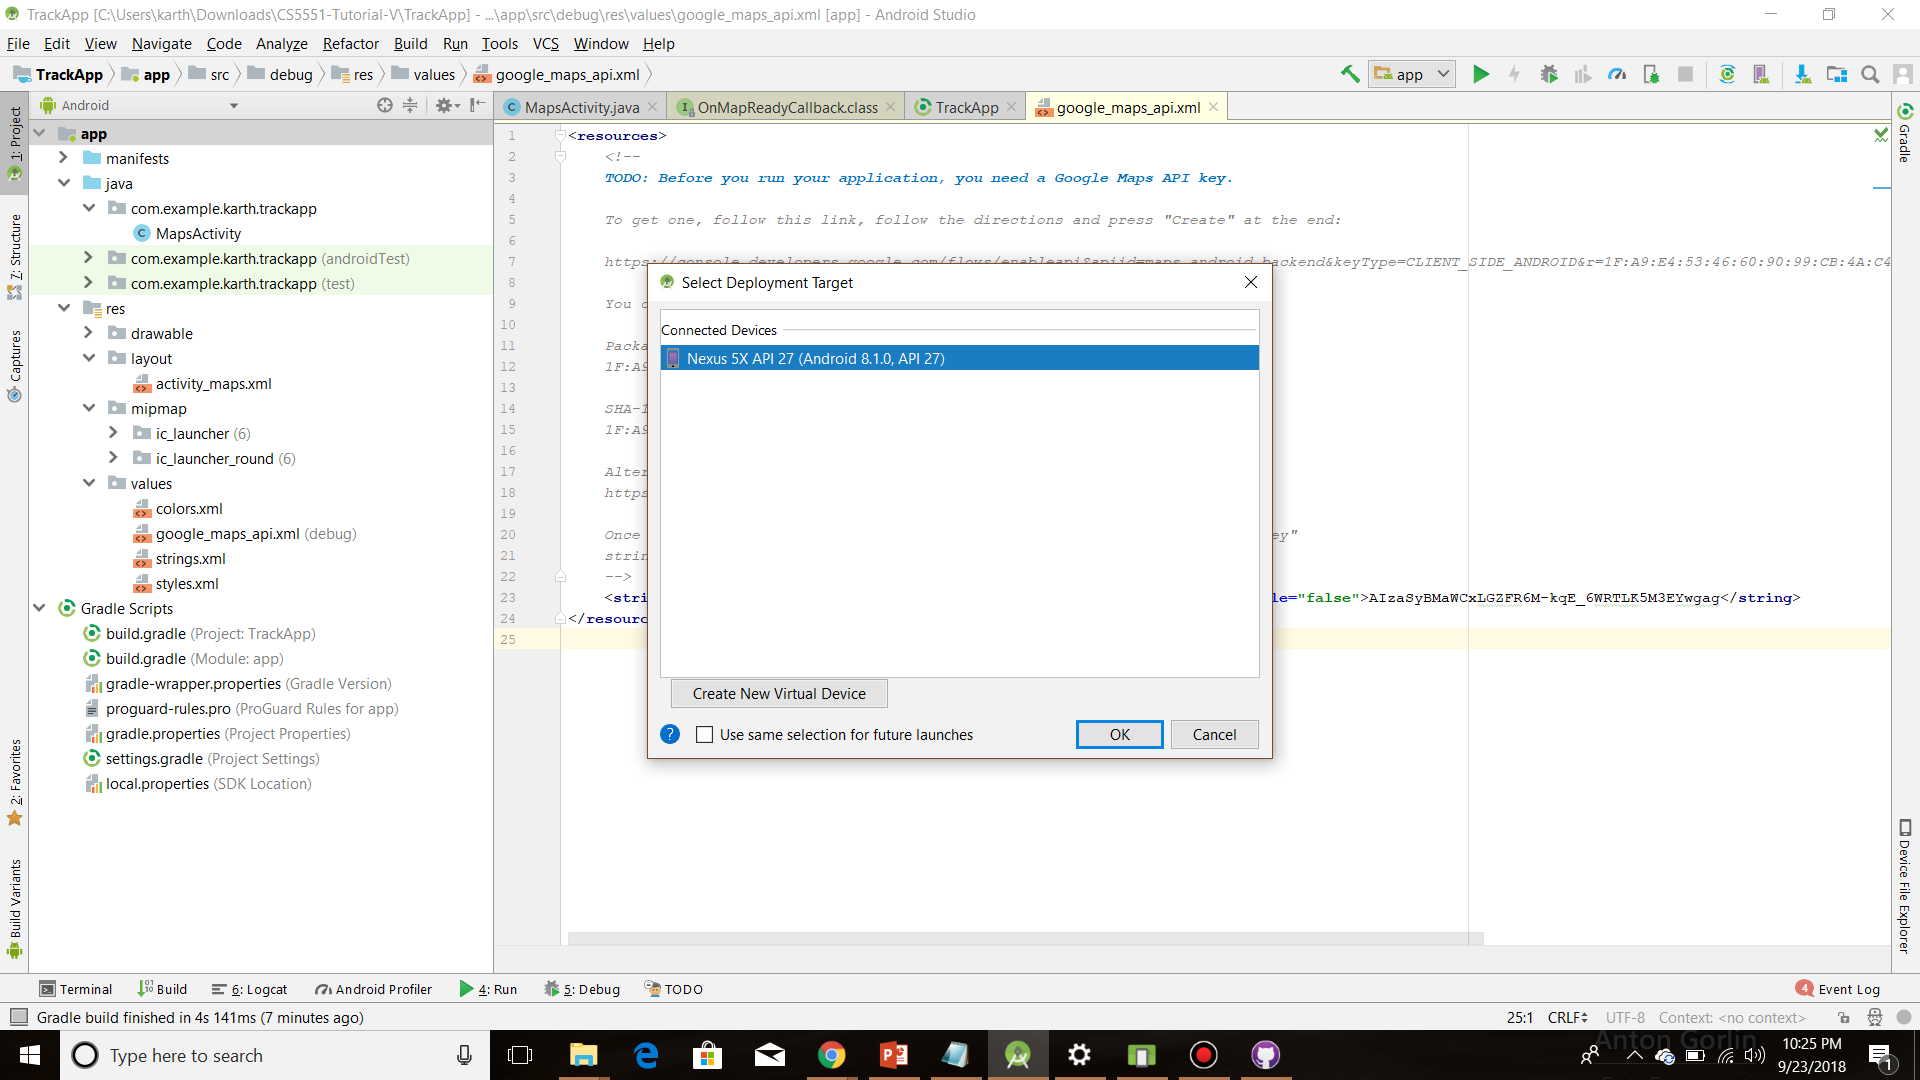 TrackApp [C:\Users\karth\Downloads\CS5551-Tutorial-V\TrackApp] - ...\app\src\debug\res\values\google_maps_api.xml [app] - Android Studio
File Edit View Navigate Code Analyze Refactor Build Run Tools VCS Window Help
TrackApp app src debug res values google_maps_api.xml app
Android
MapsActivity.java OnMapReadyCallback.class TrackApp google_maps_api.xml
1: Project
7: Structure
Captures
2: Favorites
Build Variants
app
manifests
java
com.example.karth.trackapp
MapsActivity
com.example.karth.trackapp (androidTest)
com.example.karth.trackapp (test)
res
drawable
layout
activity_maps.xml
mipmap
ic_launcher (6)
ic_launcher_round (6)
values
colors.xml
google_maps_api.xml (debug)
strings.xml
styles.xml
Gradle Scripts
build.gradle (Project: TrackApp)
build.gradle (Module: app)
gradle-wrapper.properties (Gradle Version)
proguard-rules.pro (ProGuard Rules for app)
gradle.properties (Project Properties)
settings.gradle (Project Settings)
local.properties (SDK Location)
1 <resources>
2 <!--
3 TODO: Before you run your application, you need a Google Maps API key.
4
5 To get one, follow this link, follow the directions and press "Create" at the end:
6
7 https://console.developers.google.com/flows/enableapi?apiid=maps_android_backend&keyType=CLIENT_SIDE_ANDROID&r=1F:A9:E4:53:46:60:90:99:CB:4A:C4
8
9 You
10
11 Packa
12 1F:A9
13
14 SHA-1
15 1F:A9
16
17 Alter
18 https
19
20 Once ey"
21 strin
22 -->
23 <stri le="false">AIzaSyBMaWCxLGZFR6M-kqE_6WRTLK5M3EYwgag</string>
24 </resourc
25
Select Deployment Target
Connected Devices
Nexus 5X API 27 (Android 8.1.0, API 27)
Create New Virtual Device
? Use same selection for future launches OK Cancel
Gradle
Device File Explorer
Terminal Build 6: Logcat Android Profiler 4: Run 5: Debug TODO 4 Event Log
Gradle build finished in 4s 141ms (7 minutes ago) 25:1 CRLF UTF-8 Context: <no context>
Type here to search
Anton Gorlin
10:25 PM
9/23/2018
1